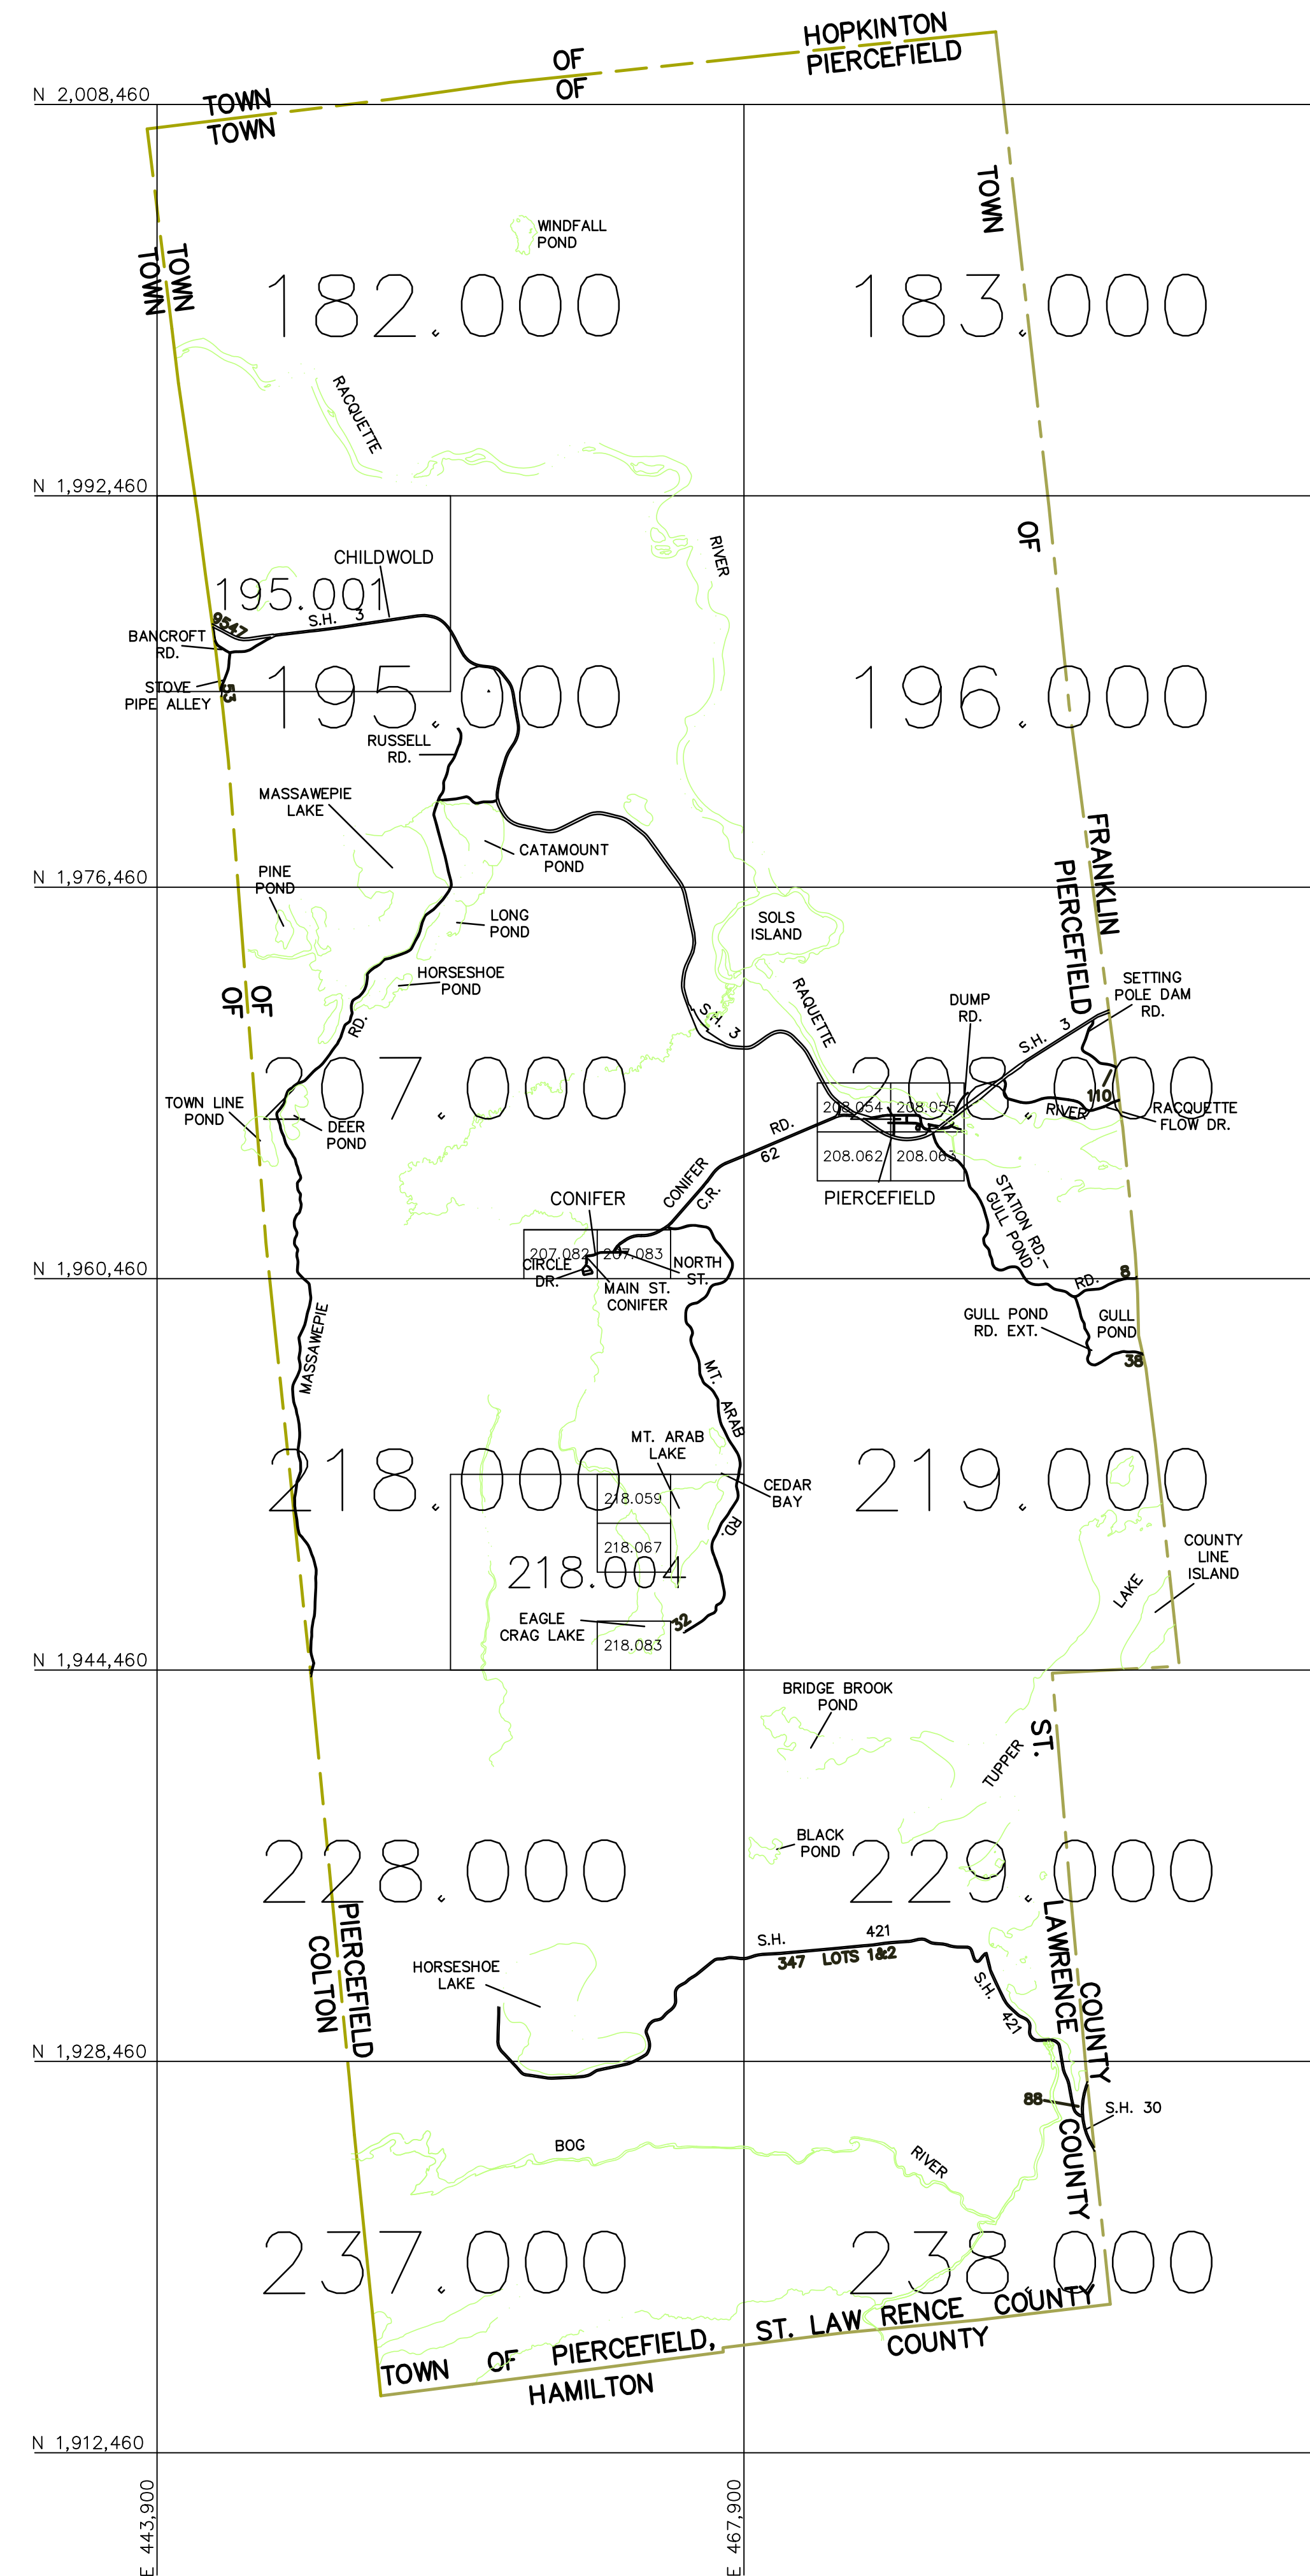 HOPKINTON
PIERCEFIELD
OF
OF
TOWN
TOWN
N 2,008,460
TOWN
TOWN
TOWN
WINDFALL
POND
182.000
183.000
RACQUETTE
N 1,992,460
OF
RIVER
CHILDWOLD
195.001
S.H. 3
9547
BANCROFT
RD.
STOVE
PIPE ALLEY
53
195.000
196.000
RUSSELL
RD.
MASSAWEPIE
LAKE
CATAMOUNT
POND
FRANKLIN
PIERCEFIELD
N 1,976,460
PINE
POND
LONG
POND
SOLS
ISLAND
HORSESHOE
POND
SETTING
POLE DAM
RD.
DUMP
RD.
OF
OF
RD.
S.H. 3
RAQUETTE
S.H. 3
207.000
208.000
TOWN LINE
POND
DEER
POND
208.054
208.055
110
RIVER
RACQUETTE
FLOW DR.
RD.
62
208.062
208.063
CONIFER
C.R.
CONIFER
PIERCEFIELD
STATION RD.-
GULL POND
207.082
207.083
CIRCLE
DR.
NORTH
ST.
MAIN ST.
CONIFER
N 1,960,460
RD.
8
GULL POND
RD. EXT.
GULL
POND
38
MASSAWEPIE
MT.
ARAB
MT. ARAB
LAKE
218.000
219.000
CEDAR
BAY
218.059
RD.
218.067
218.004
COUNTY
LINE
ISLAND
LAKE
EAGLE
CRAG LAKE
32
218.083
N 1,944,460
BRIDGE BROOK
POND
ST.
TUPPER
BLACK
POND
228.000
229.000
PIERCEFIELD
COLTON
LAWRENCE
COUNTY
S.H. 421
347 LOTS 1&2
HORSESHOE
LAKE
S.H.
421
N 1,928,460
88
S.H. 30
COUNTY
BOG
RIVER
237.000
238.000
TOWN OF PIERCEFIELD, ST. LAW RENCE COUNTY
HAMILTON COUNTY
N 1,912,460
E 443,900
E 467,900